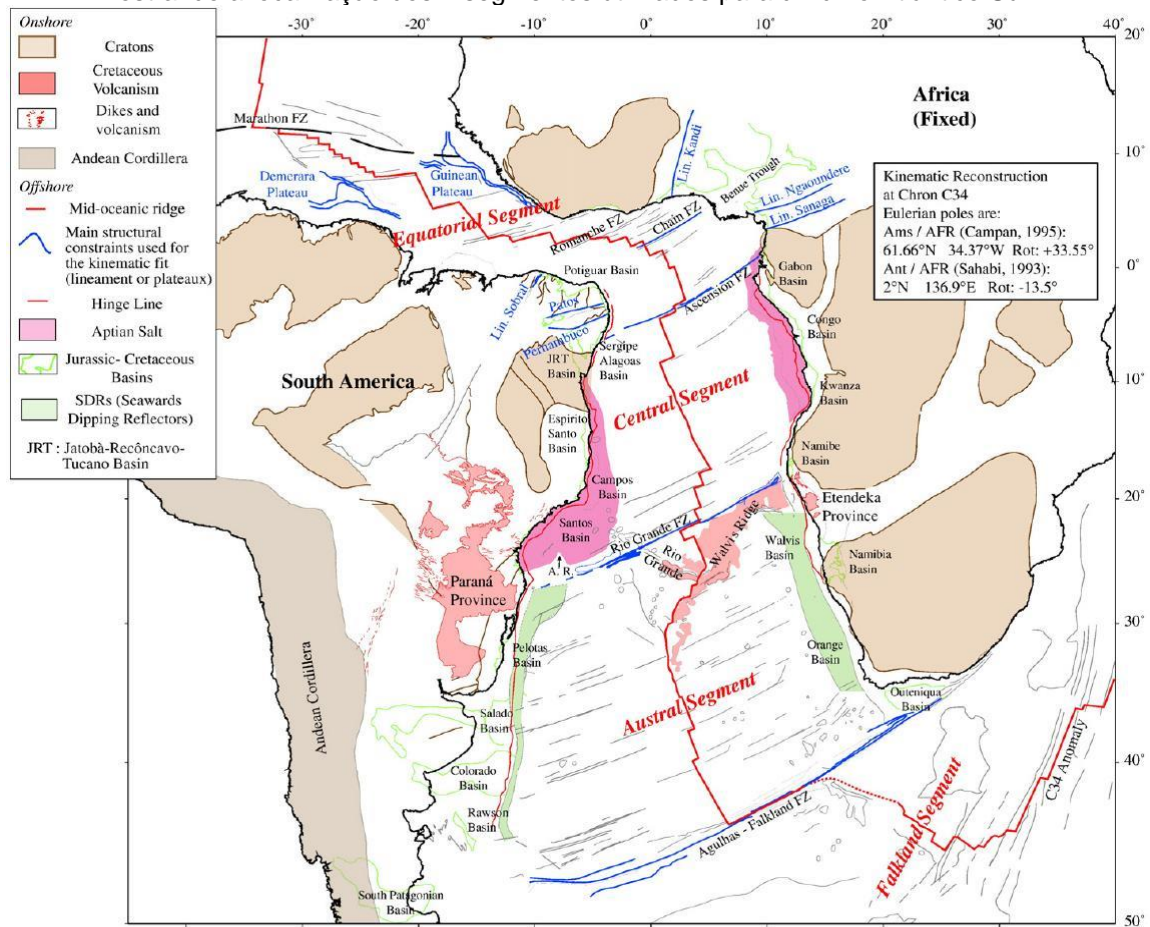 -40
-30
-20
-10
0
10
20
30
40
20°
10°
0°
10°
20°
30°
40°
50°
Onshore
Cratons
Cretaceous
Volcanism
Dikes and
volcanism
Andean Cordillera
Offshore
Mid-oceanic ridge
Main structural
constraints used for
the kinematic fit
(lineament or plateaux)
Hinge Line
Aptian Salt
Jurassic- Cretaceous
Basins
SDRs (Seawards
Dipping Reflectors)
JRT : Jatobà-Recôncavo-
Tucano Basin
Africa
(Fixed)
Kinematic Reconstruction
at Chron C34
Eulerian poles are:
Ams / AFR (Campan, 1995):
61.66°N 34.37°W Rot: +33.55°
Ant / AFR (Sahabi, 1993):
2°N 136.9°E Rot: -13.5°
Marathon FZ
Demerara
Plateau
Guinean
Plateau
Equatorial Segment
Romanche FZ
Chain FZ
Lin. Kandi
Benue Trough
Lin. Ngaoundere
Lin. Sanaga
Potiguar Basin
Ascension FZ
Gabon
Basin
Lin. Sobral
Patos
Pernambuco
Sergipe
Alagoas
Basin
JRT
Basin
Congo
Basin
South America
Central Segment
Kwanza
Basin
Espirito
Santo
Basin
Namibe
Basin
Campos
Basin
Etendeka
Province
Santos
Basin
Rio Grande FZ
Rio
Grande
Walvis Ridge
Walvis
Basin
Namibia
Basin
A. R.
Paraná
Province
Pelotas
Basin
Orange
Basin
Andean Cordillera
Austral Segment
Outeniqua
Basin
Salado
Basin
Colorado
Basin
Rawson
Basin
Agulhas - Falkland FZ
Falkland Segment
C34 Anomaly
South Patagonian
Basin